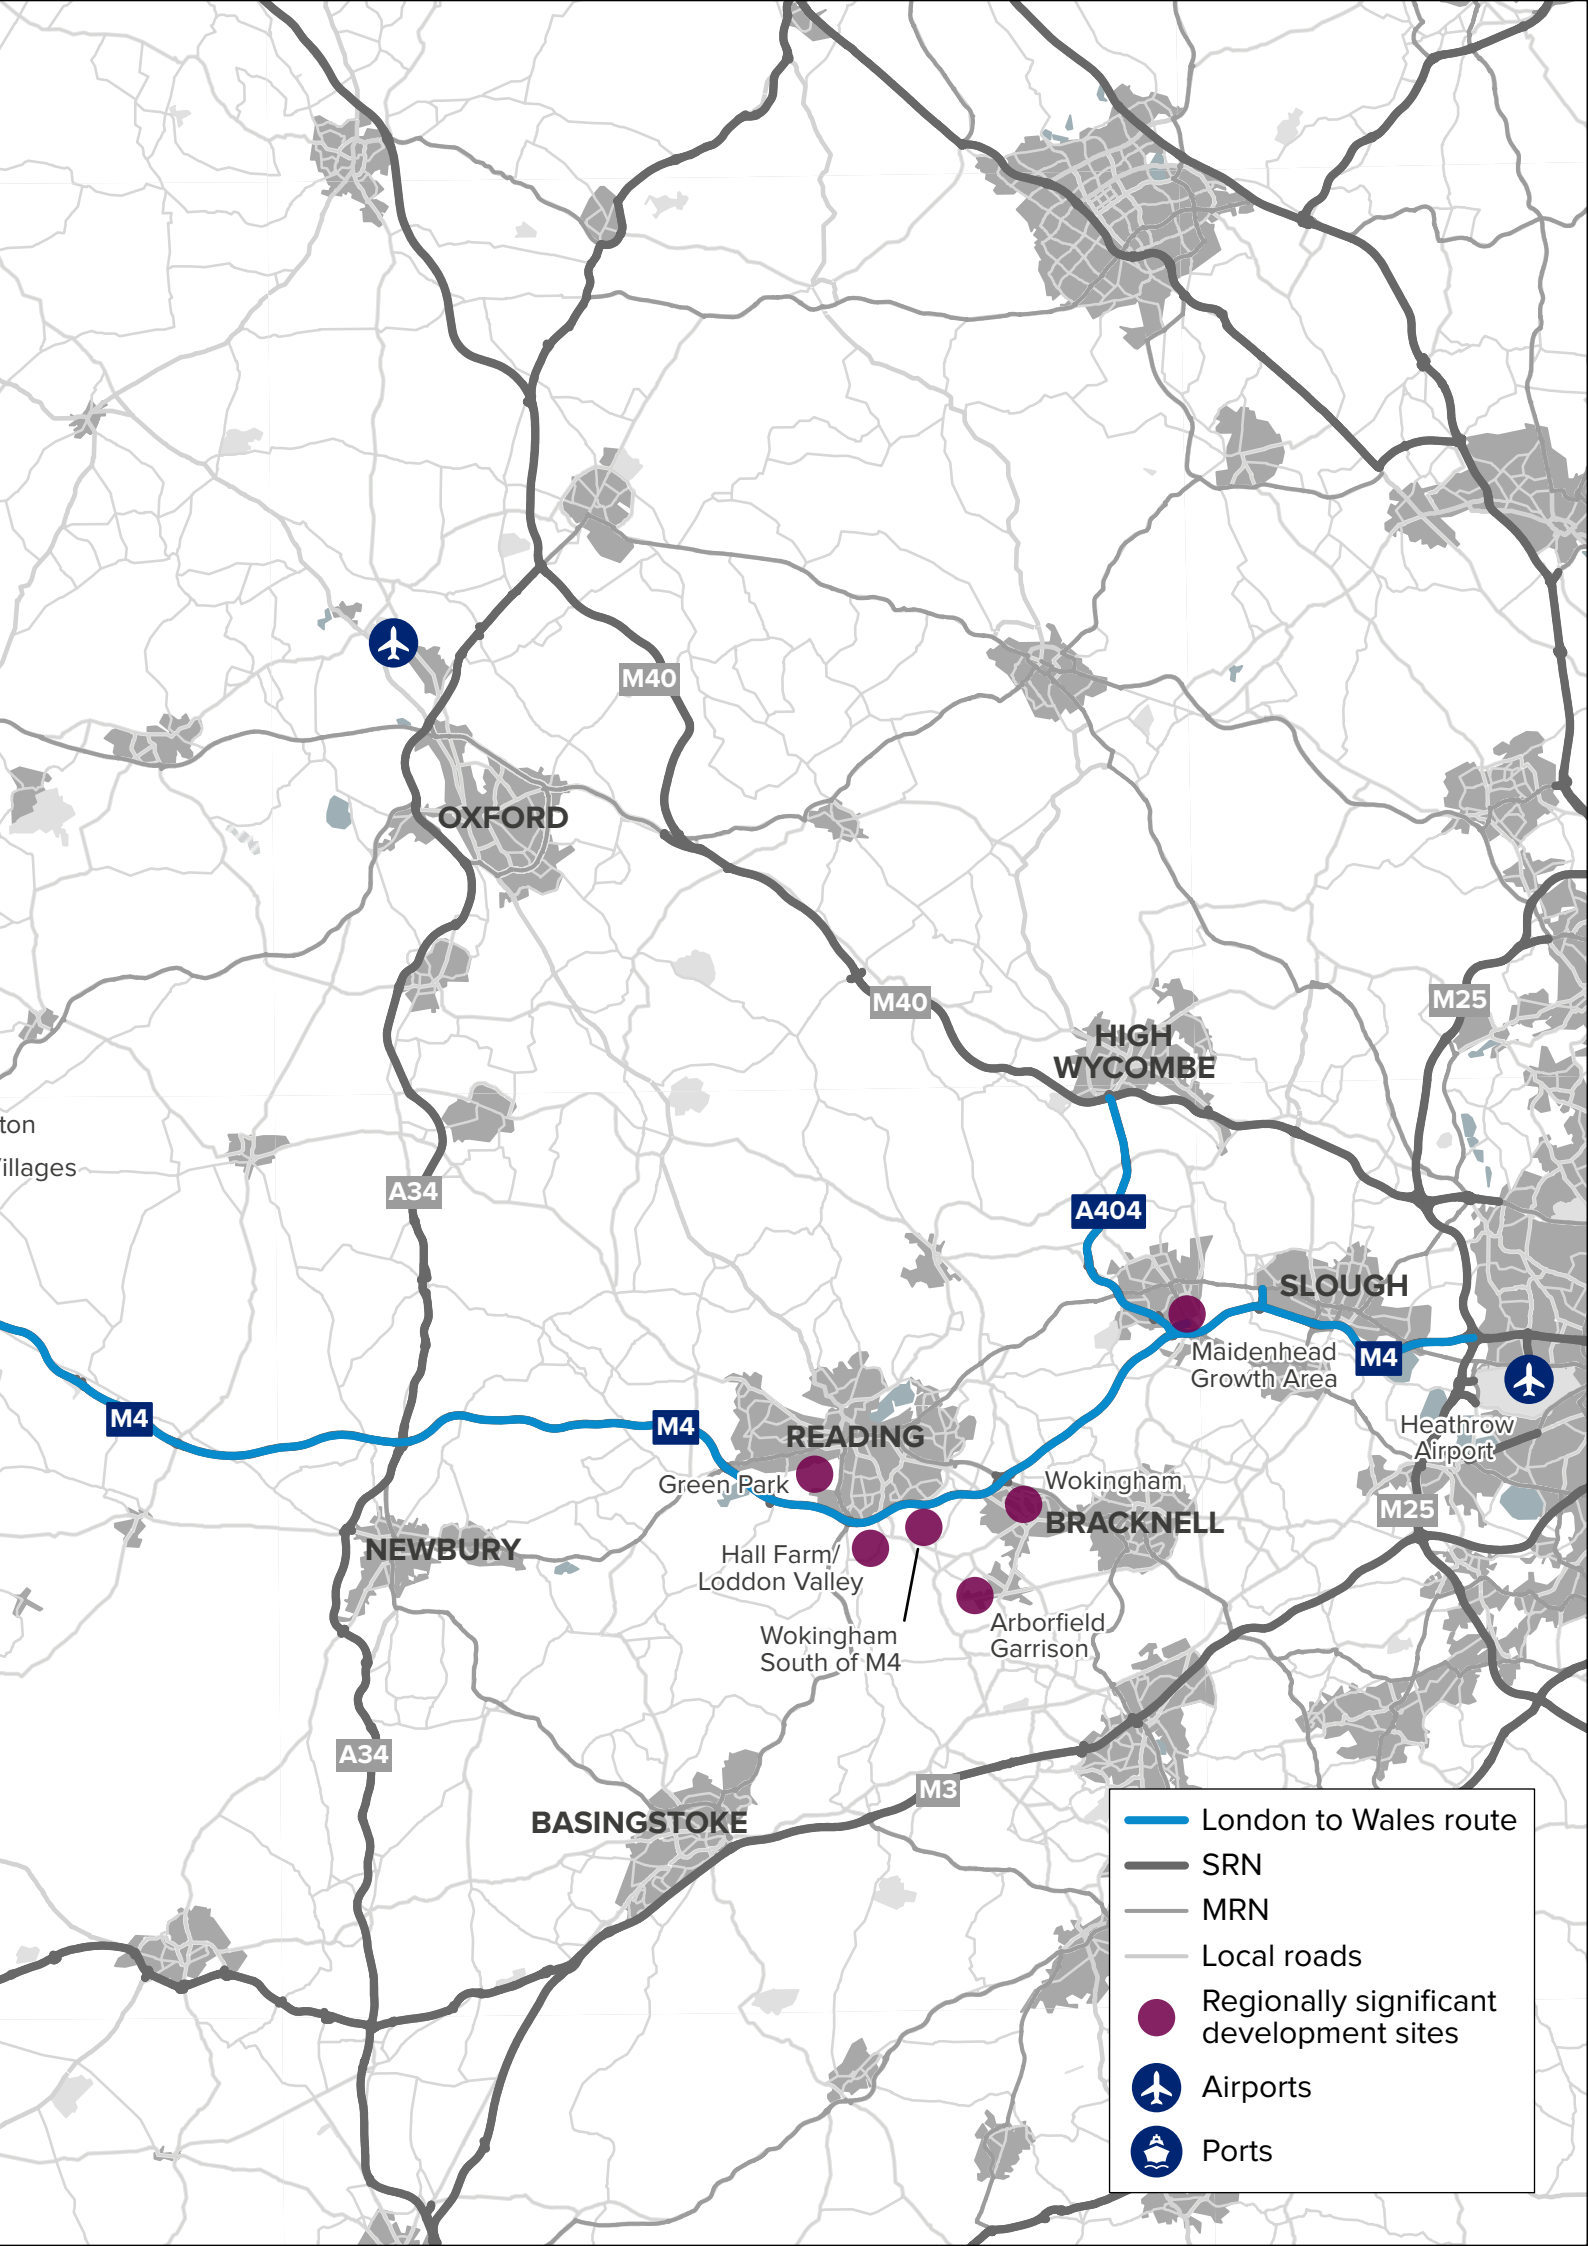 M40
OXFORD
M40
M25
HIGH
WYCOMBE
ton
illages
A34
A404
SLOUGH
Maidenhead
Growth Area
M4
M4
M4
READING
Heathrow
Airport
Green Park
Wokingham
M25
BRACKNELL
NEWBURY
Hall Farm/
Loddon Valley
Wokingham
South of M4
Arborfield
Garrison
A34
M3
BASINGSTOKE
London to Wales route
SRN
MRN
Local roads
Regionally significant
development sites
Airports
Ports